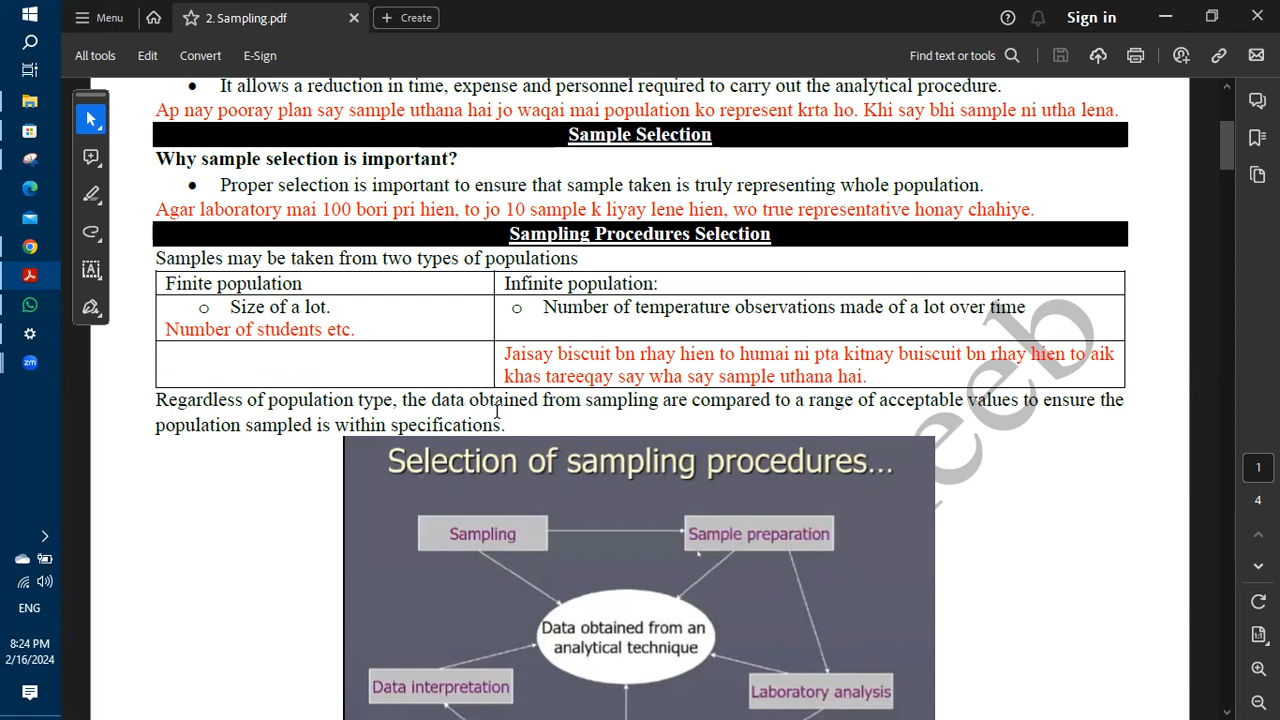 Menu
2. Sampling.pdf
Create
Sign in
All tools
Edit
Convert
E-Sign
Find text or tools
• It allows a reduction in time, expense and personnel required to carry out the analytical procedure.
Ap nay pooray plan say sample uthana hai jo waqai mai population ko represent krta ho. Khi say bhi sample ni utha lena.
Sample Selection
Why sample selection is important?
• Proper selection is important to ensure that sample taken is truly representing whole population.
Agar laboratory mai 100 bori pri hien, to jo 10 sample k liyay lene hien, wo true representative honay chahiye.
Sampling Procedures Selection
Samples may be taken from two types of populations
Finite population
Infinite population:
o Size of a lot.
o Number of temperature observations made of a lot over time
Number of students etc.
Jaisay biscuit bn rhay hien to humai ni pta kitnay buiscuit bn rhay hien to aik
khas tareeqay say wha say sample uthana hai.
Regardless of population type, the data obtained from sampling are compared to a range of acceptable values to ensure the
population sampled is within specifications.
Selection of sampling procedures...
Sampling
Sample preparation
Data obtained from an
analytical technique
Data interpretation
Laboratory analysis
1
4
zm
ENG
8:24 PM
2/16/2024